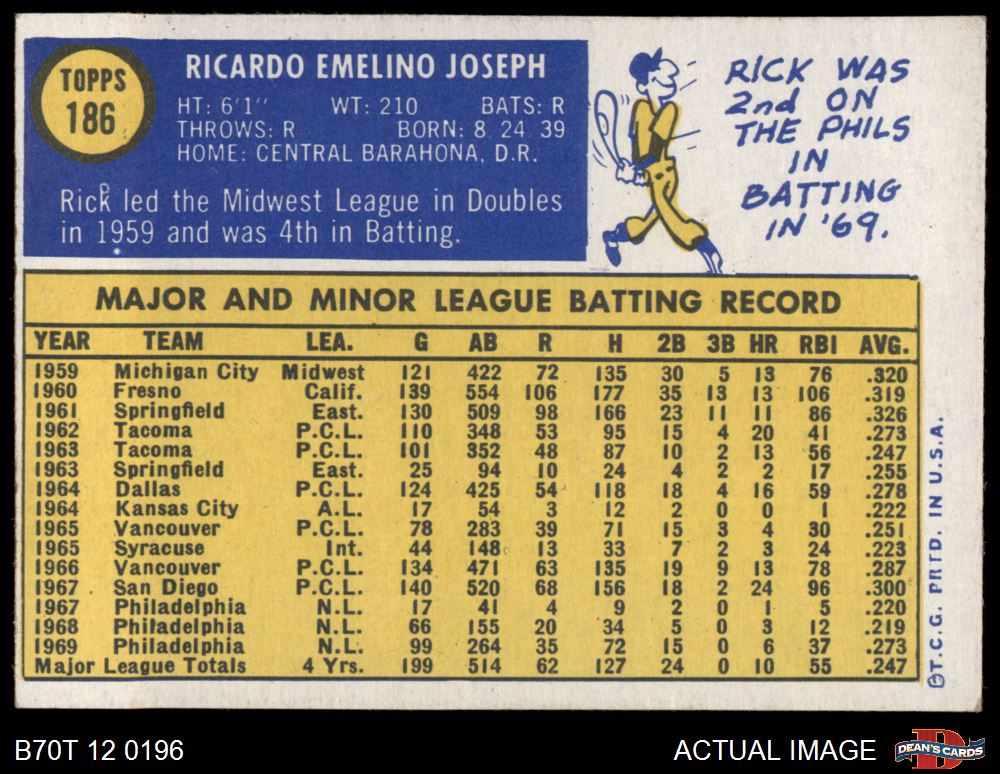 TOPPS
186
RICARDO EMELINO JOSEPH
HT: 6'1" WT: 210 BATS: R
THROWS: R BORN: 8 24 39
HOME: CENTRAL BARAHONA, D.R.
Rick led the Midwest League in Doubles
in 1959 and was 4th in Batting.
RICK WAS
2nd ON
THE PHILS
IN
BATTING
IN '69.
MAJOR AND MINOR LEAGUE BATTING RECORD
YEAR TEAM LEA. G AB R H 2B 3B HR RBI AVG.
1959 Michigan City Midwest 121 422 72 135 30 5 13 76 .320
1960 Fresno Calif. 139 554 106 177 35 13 13 106 .319
1961 Springfield East. 130 509 98 166 23 11 11 86 .326
1962 Tacoma P.C.L. 110 348 53 95 15 4 20 41 .273
1963 Tacoma P.C.L. 101 352 48 87 10 2 13 56 .247
1963 Springfield East. 25 94 10 24 4 2 2 17 .255
1964 Dallas P.C.L. 124 425 54 118 18 4 16 59 .278
1964 Kansas City A.L. 17 54 3 12 2 0 0 1 .222
1965 Vancouver P.C.L. 78 283 39 71 15 3 4 30 .251
1965 Syracuse Int. 44 148 13 33 7 2 3 24 .223
1966 Vancouver P.C.L. 134 471 63 135 19 9 13 78 .287
1967 San Diego P.C.L. 140 520 68 156 18 2 24 96 .300
1967 Philadelphia N.L. 17 41 4 9 2 0 1 5 .220
1968 Philadelphia N.L. 66 155 20 34 5 0 3 12 .219
1969 Philadelphia N.L. 99 264 35 72 15 0 6 37 .273
Major League Totals 4 Yrs. 199 514 62 127 24 0 10 55 .247
©T.C.G. PRTD. IN U.S.A.
B70T 12 0196 ACTUAL IMAGE
D
DEAN'S CARDS